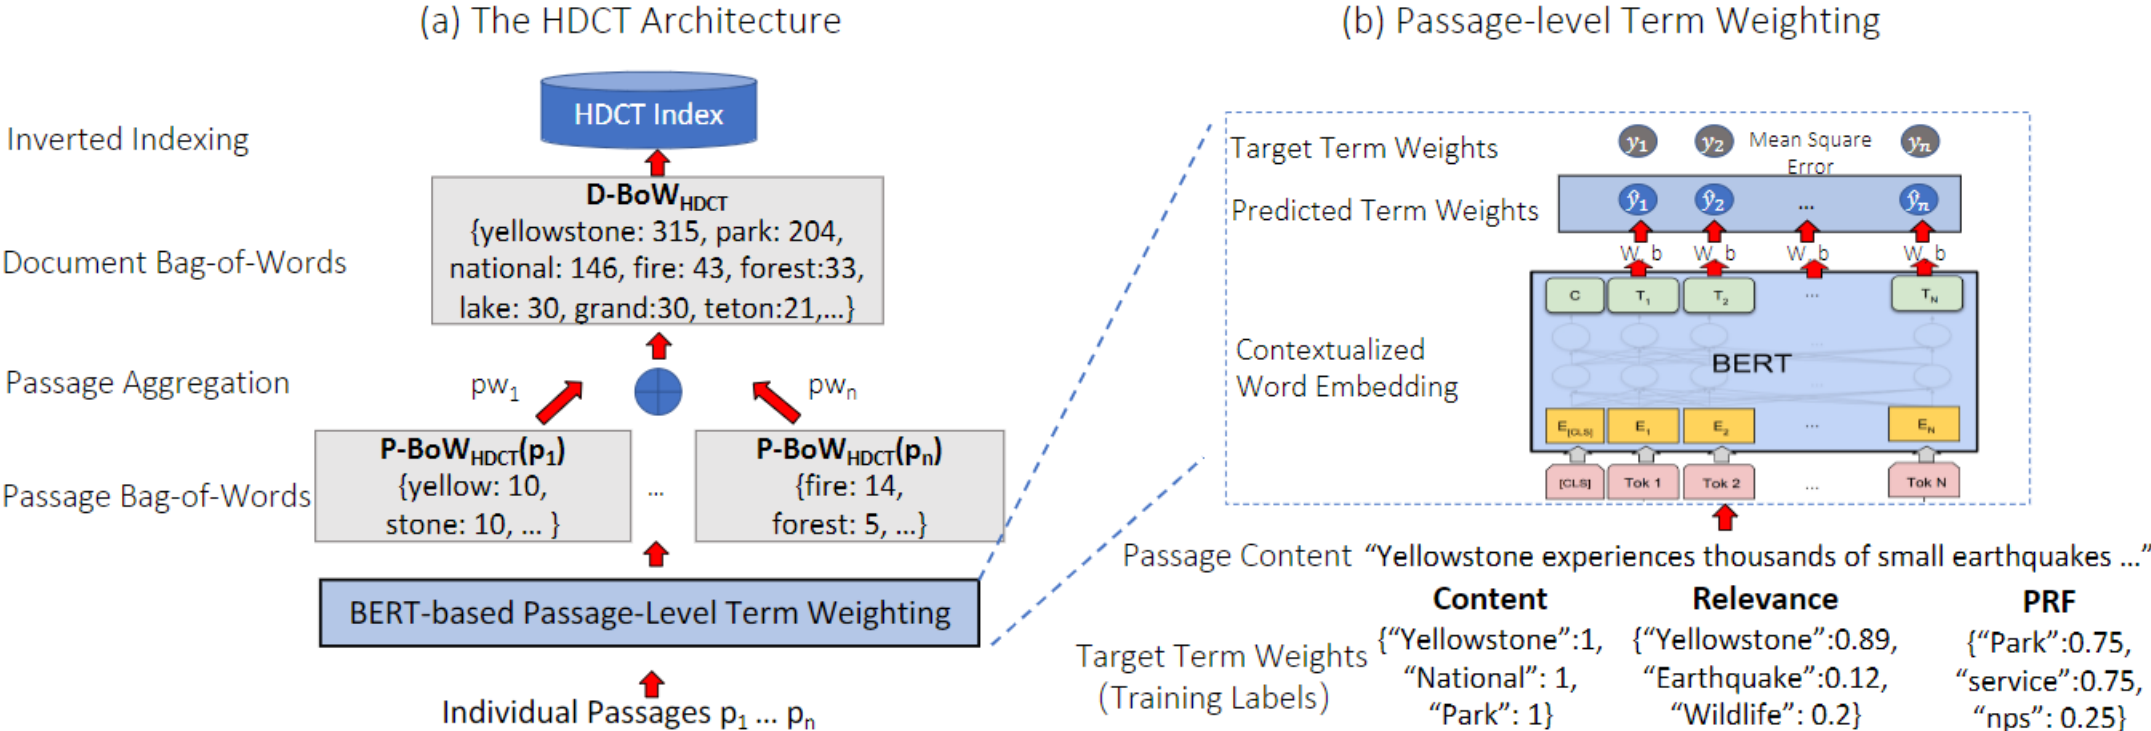 (a) The HDCT Architecture
HDCT Index
Inverted Indexing
D-BoW_HDCT
{yellowstone: 315, park: 204,
national: 146, fire: 43, forest:33,
lake: 30, grand:30, teton:21,...}
Document Bag-of-Words
Passage Aggregation
pw₁
pwₙ
P-BoW_HDCT(p₁)
{yellow: 10,
stone: 10, ... }
...
P-BoW_HDCT(pₙ)
{fire: 14,
forest: 5, ...}
Passage Bag-of-Words
BERT-based Passage-Level Term Weighting
Individual Passages p₁ ... pₙ
(b) Passage-level Term Weighting
Target Term Weights
y₁ y₂ Mean Square
Error
yₙ
Predicted Term Weights
ŷ₁ ŷ₂ ... ŷₙ
W, b W, b W, b W, b
C T₁ T₂ ... T_N
Contextualized
Word Embedding
BERT
E_[CLS] E₁ E₂ ... E_N
[CLS] Tok 1 Tok 2 ... Tok N
Passage Content “Yellowstone experiences thousands of small earthquakes ...”
Target Term Weights
(Training Labels)
Content
{“Yellowstone”:1,
“National”: 1,
“Park”: 1}
Relevance
{“Yellowstone”:0.89,
“Earthquake”:0.12,
“Wildlife”: 0.2}
PRF
{“Park”:0.75,
“service”:0.75,
“nps”: 0.25}